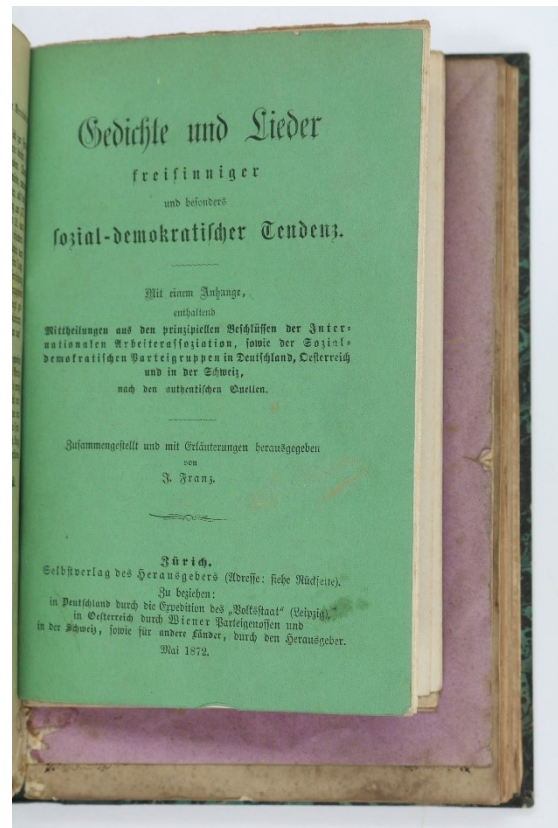 Gedichte und Lieder
freisinniger
und besonders
sozial-demokratischer Tendenz.
Mit einem Anhange,
enthaltend
Mittheilungen aus den prinzipiellen Beschlüssen der Inter-
nationalen Arbeiterassoziation, sowie der Sozial-
demokratischen Parteigruppen in Deutschland, Oesterreich
und in der Schweiz,
nach den authentischen Quellen.
Zusammengestellt und mit Erläuterungen herausgegeben
von
J. Franz.
Zürich.
Selbstverlag des Herausgebers (Adresse: siehe Rückseite).
Zu beziehen:
in Deutschland durch die Expedition des „Volksstaat“ (Leipzig),
in Oesterreich durch Wiener Parteigenossen und
in der Schweiz, sowie für andere Länder, durch den Herausgeber.
Mai 1872.